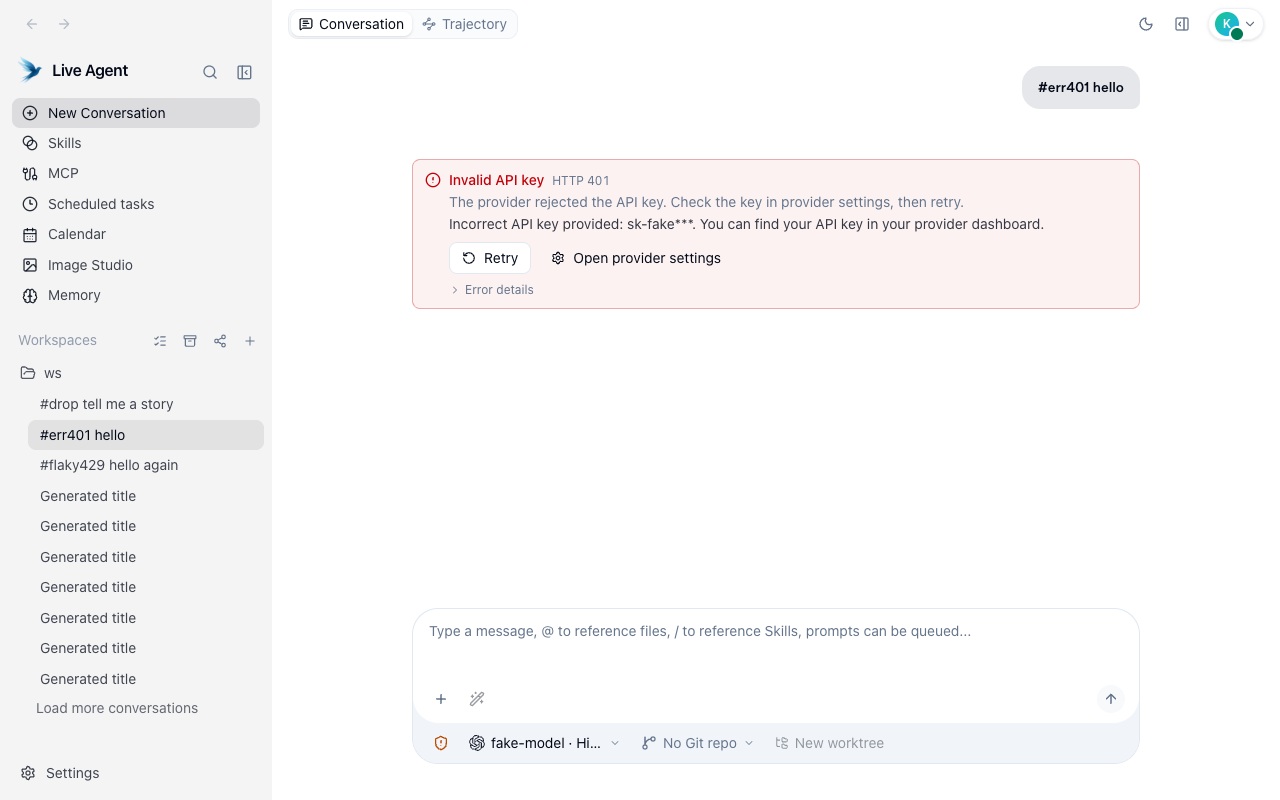 Conversation
Trajectory
K
Live Agent
New Conversation
Skills
MCP
Scheduled tasks
Calendar
Image Studio
Memory
Workspaces
ws
#drop tell me a story
#err401 hello
#flaky429 hello again
Generated title
Generated title
Generated title
Generated title
Generated title
Generated title
Generated title
Load more conversations
Settings
#err401 hello
Invalid API key HTTP 401
The provider rejected the API key. Check the key in provider settings, then retry.
Incorrect API key provided: sk-fake***. You can find your API key in your provider dashboard.
Retry
Open provider settings
Error details
Type a message, @ to reference files, / to reference Skills, prompts can be queued...
fake-model · Hi...
No Git repo
New worktree